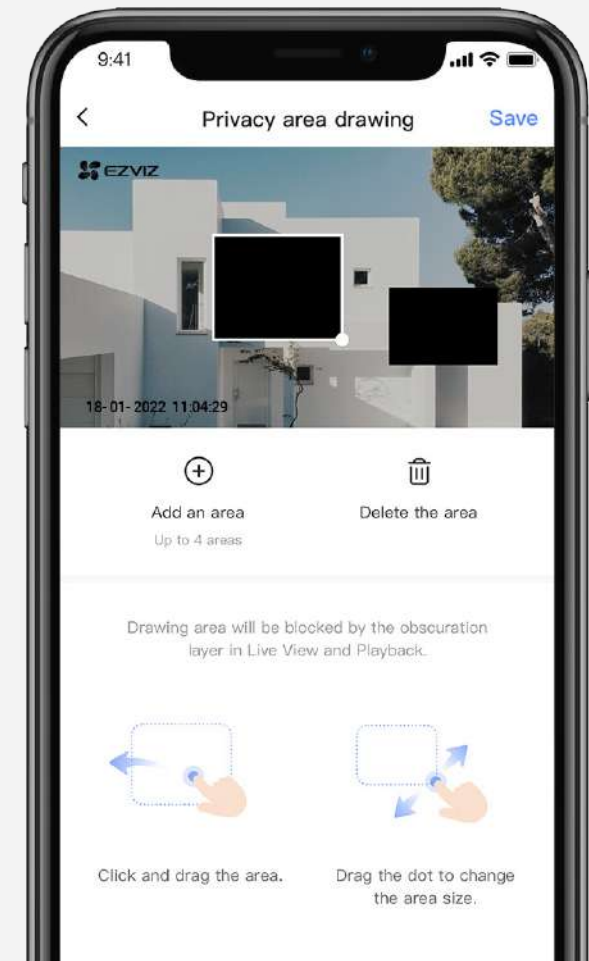 9:41
Privacy area drawing
Save
EZVIZ
18-01-2022 11:04:29
Add an area
Delete the area
Up to 4 areas
Drawing area will be blocked by the obscuration
layer in Live View and Playback.
Click and drag the area.
Drag the dot to change
the area size.